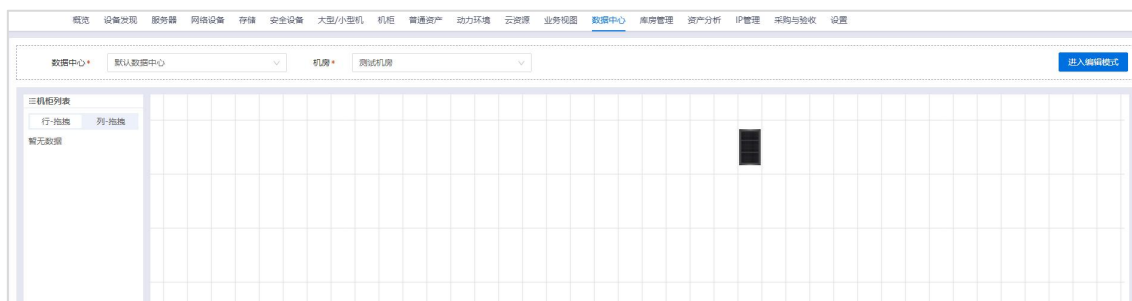 概览 设备发现 服务器 网络设备 存储 安全设备 大型/小型机 机柜 普通资产 动力环境 云资源 业务视图 数据中心 库房管理 资产分析 IP管理 采购与验收 设置
数据中心* 默认数据中心 机房* 测试机房 进入编辑模式
机柜列表
行-拖拽 列-拖拽
暂无数据